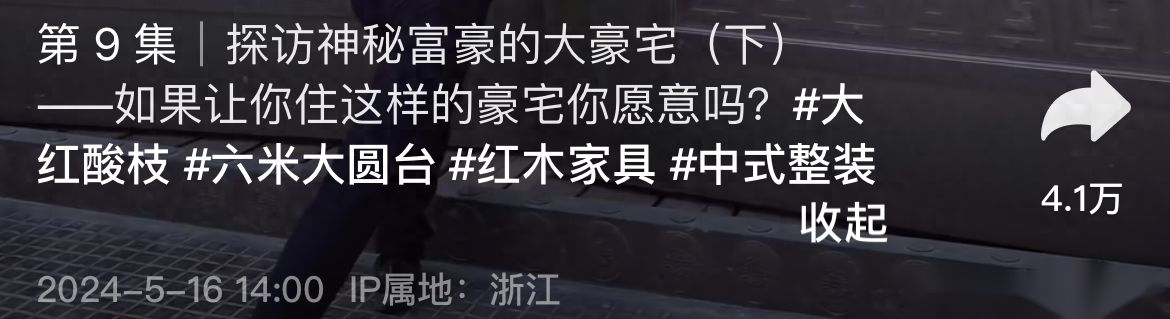 第 9 集｜探访神秘富豪的大豪宅（下）
——如果让你住这样的豪宅你愿意吗？#大
红酸枝 #六米大圆台 #红木家具 #中式整装
收起
4.1万
2024-5-16 14:00 IP属地：浙江